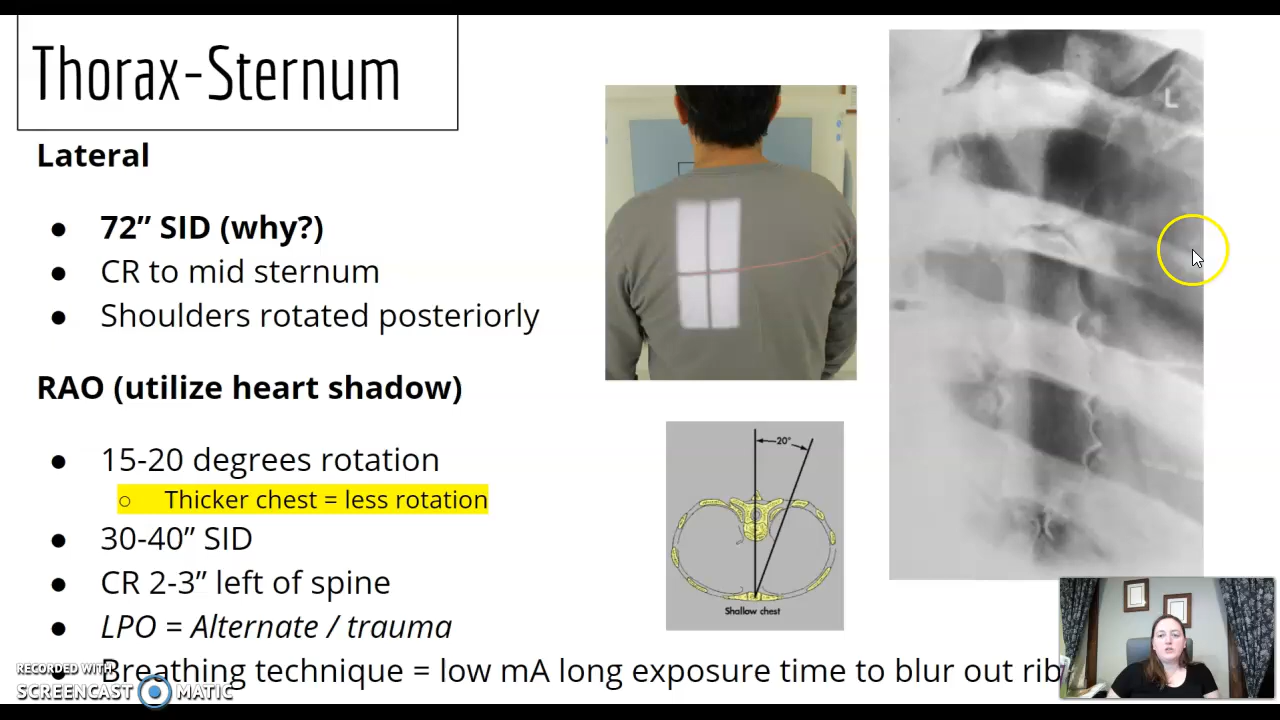 Thorax-Sternum
Lateral
● 72” SID (why?)
● CR to mid sternum
● Shoulders rotated posteriorly
RAO (utilize heart shadow)
● 15-20 degrees rotation
○ Thicker chest = less rotation
● 30-40” SID
● CR 2-3” left of spine
● LPO = Alternate / trauma
Breathing technique = low mA long exposure time to blur out rib
20°
Shallow chest
L
RECORDED WITH
SCREENCAST MATIC